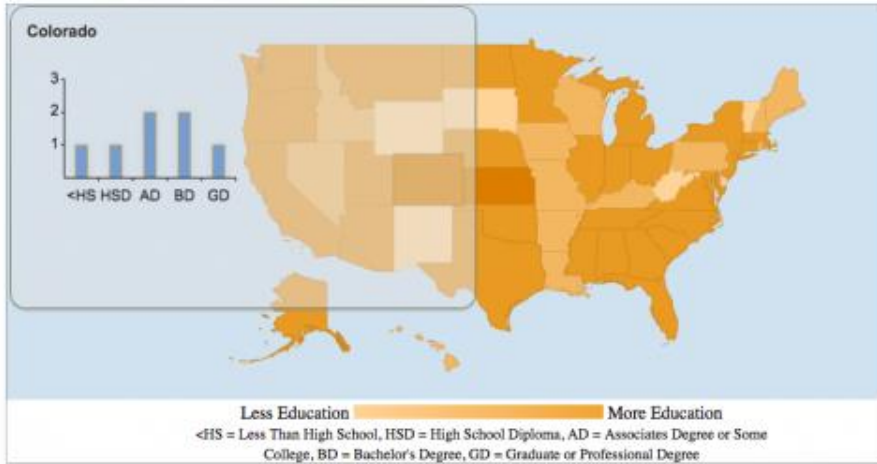 Colorado
3
2
1
<HS HSD AD BD GD
Less Education More Education
<HS = Less Than High School, HSD = High School Diploma, AD = Associates Degree or Some
College, BD = Bachelor's Degree, GD = Graduate or Professional Degree